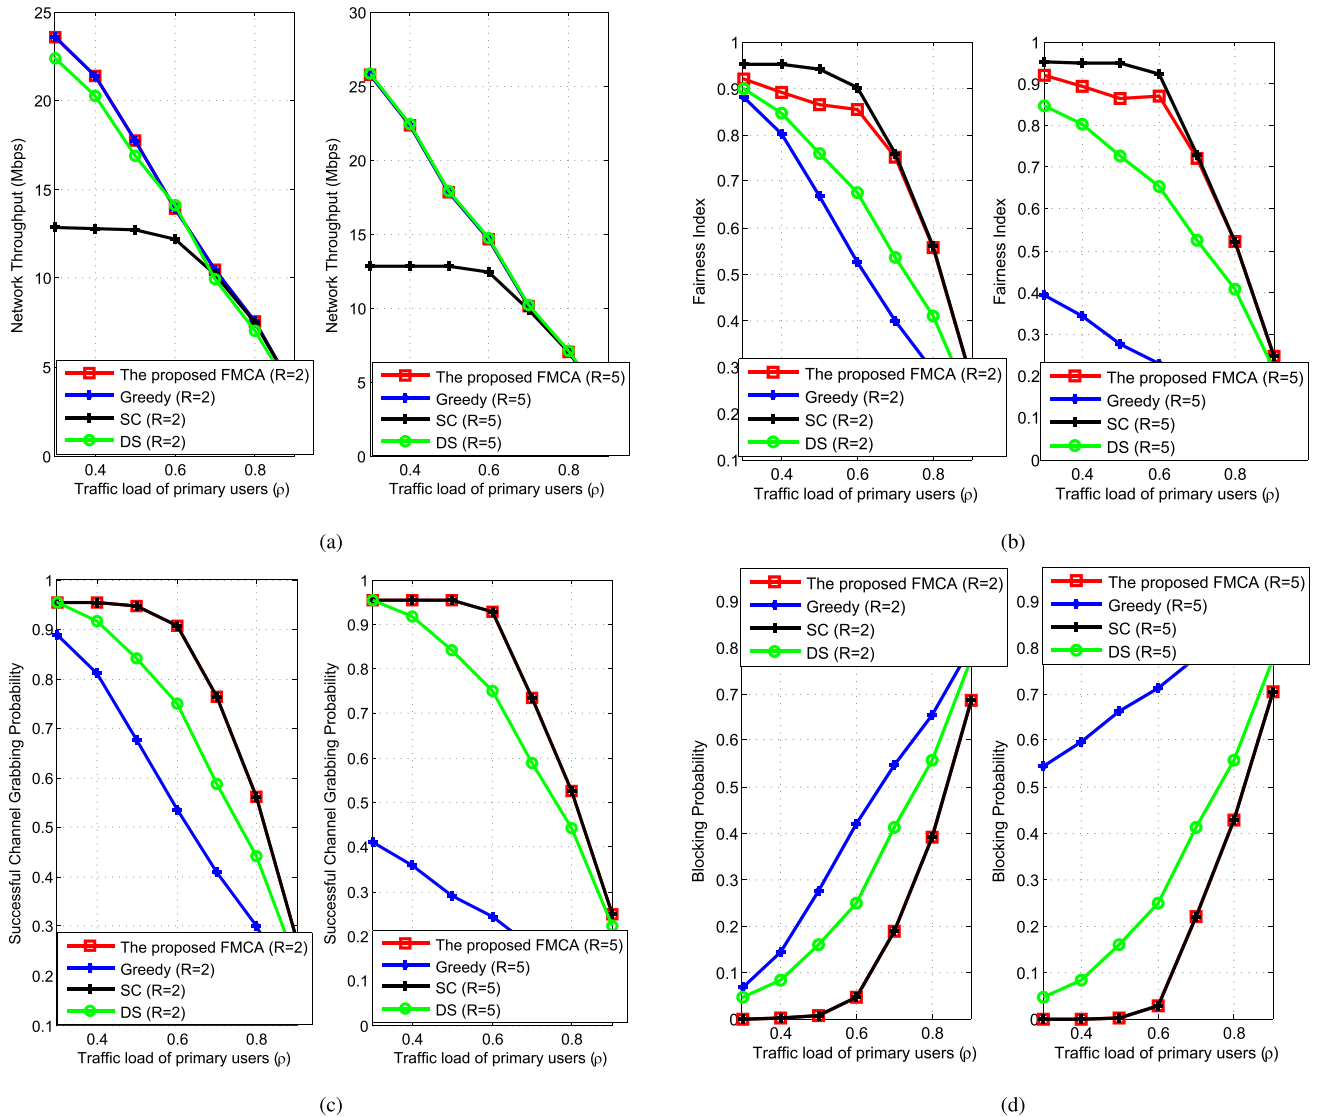 25
20
15
10
5
0
Network Throughput (Mbps)
The proposed FMCA (R=2)
Greedy (R=2)
SC (R=2)
DS (R=2)
0.4 0.6 0.8
Traffic load of primary users (ρ)
30
25
20
15
10
5
0
Network Throughput (Mbps)
The proposed FMCA (R=5)
Greedy (R=5)
SC (R=5)
DS (R=5)
0.4 0.6 0.8
Traffic load of primary users (ρ)
(a)
1
0.9
0.8
0.7
0.6
0.5
0.4
0.3
0.2
0.1
Fairness Index
The proposed FMCA (R=2)
Greedy (R=2)
SC (R=2)
DS (R=2)
0.4 0.6 0.8
Traffic load of primary users (ρ)
1
0.9
0.8
0.7
0.6
0.5
0.4
0.3
0.2
0.1
0
Fairness Index
The proposed FMCA (R=5)
Greedy (R=5)
SC (R=5)
DS (R=5)
0.4 0.6 0.8
Traffic load of primary users (ρ)
(b)
1
0.9
0.8
0.7
0.6
0.5
0.4
0.3
0.2
0.1
Successful Channel Grabbing Probability
The proposed FMCA (R=2)
Greedy (R=2)
SC (R=2)
DS (R=2)
0.4 0.6 0.8
Traffic load of primary users (ρ)
1
0.9
0.8
0.7
0.6
0.5
0.4
0.3
0.2
0.1
0
Successful Channel Grabbing Probability
The proposed FMCA (R=5)
Greedy (R=5)
SC (R=5)
DS (R=5)
0.4 0.6 0.8
Traffic load of primary users (ρ)
(c)
The proposed FMCA (R=2)
Greedy (R=2)
SC (R=2)
DS (R=2)
0.9
0.8
0.7
0.6
0.5
0.4
0.3
0.2
0.1
0
Blocking Probability
0.4 0.6 0.8
Traffic load of primary users (ρ)
The proposed FMCA (R=5)
Greedy (R=5)
SC (R=5)
DS (R=5)
0.9
0.8
0.7
0.6
0.5
0.4
0.3
0.2
0.1
0
Blocking Probability
0.4 0.6 0.8
Traffic load of primary users (ρ)
(d)